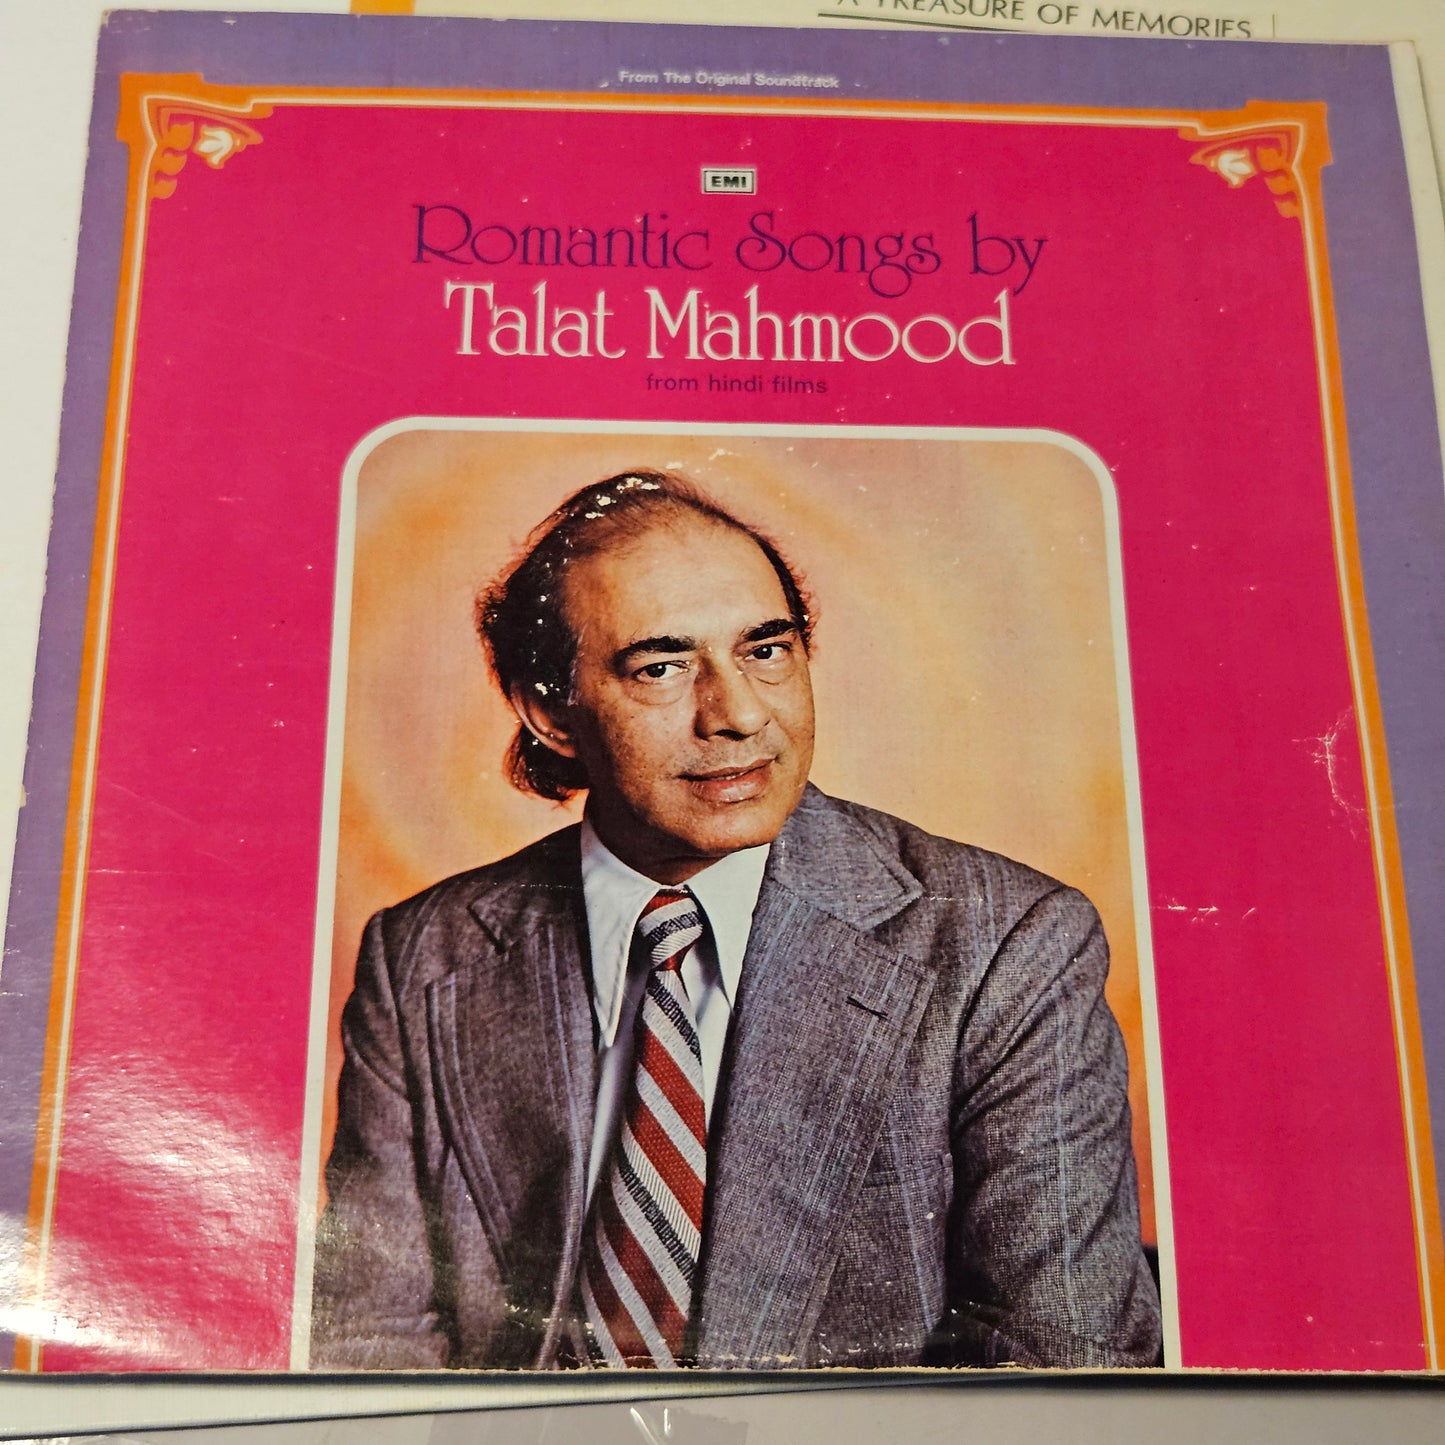 A TREASURE OF MEMORIES
From The Original Soundtrack
EMI
Romantic Songs by
Talat Mahmood
from hindi films